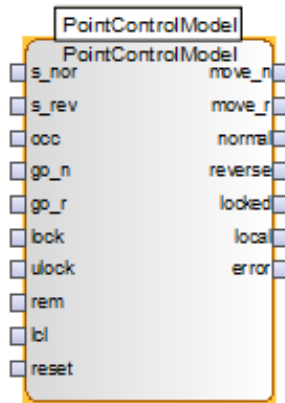 PointControlModel
PointControlModel
s_nor move_n
s_rev move_r
occ normal
go_n reverse
go_r locked
lock local
ulock error
rem
lcl
reset